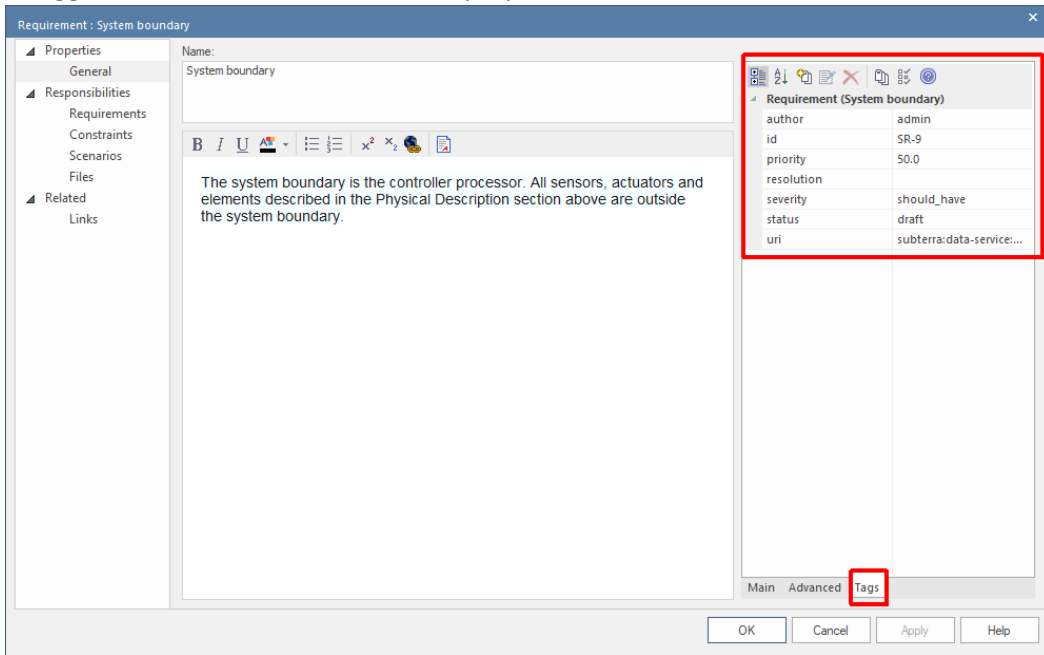 Requirement : System boundary
Properties
General
Responsibilities
Requirements
Constraints
Scenarios
Files
Related
Links
Name:
System boundary
B I U A x² x₂
The system boundary is the controller processor. All sensors, actuators and
elements described in the Physical Description section above are outside
the system boundary.
Requirement (System boundary)
author admin
id SR-9
priority 50.0
resolution
severity should_have
status draft
uri subterra:data-service:...
Main Advanced Tags
OK Cancel Apply Help